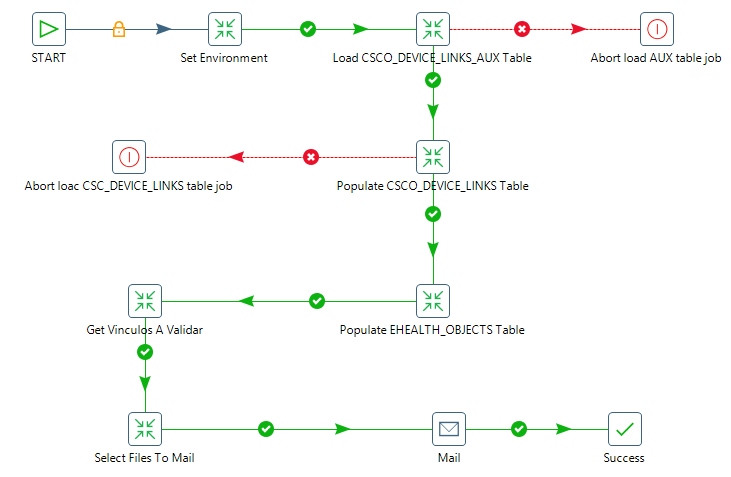 START
Set Environment
Load CSCO_DEVICE_LINKS_AUX Table
Abort load AUX table job
Abort loac CSC_DEVICE_LINKS table job
Populate CSCO_DEVICE_LINKS Table
Get Vinculos A Validar
Populate EHEALTH_OBJECTS Table
Select Files To Mail
Mail
Success